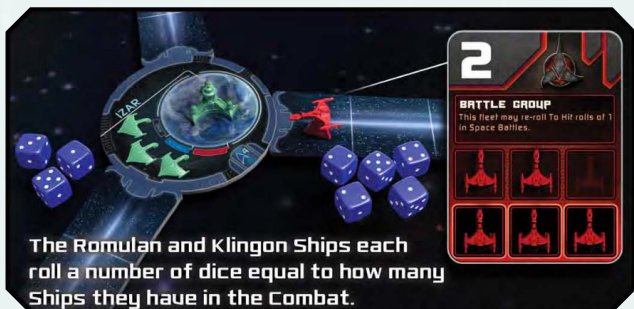 2
IZAR
BATTLE GROUP
This fleet may re-roll To Hit rolls of 1
in Space Battles.
4
The Romulan and Klingon Ships each
roll a number of dice equal to how many
Ships they have in the Combat.